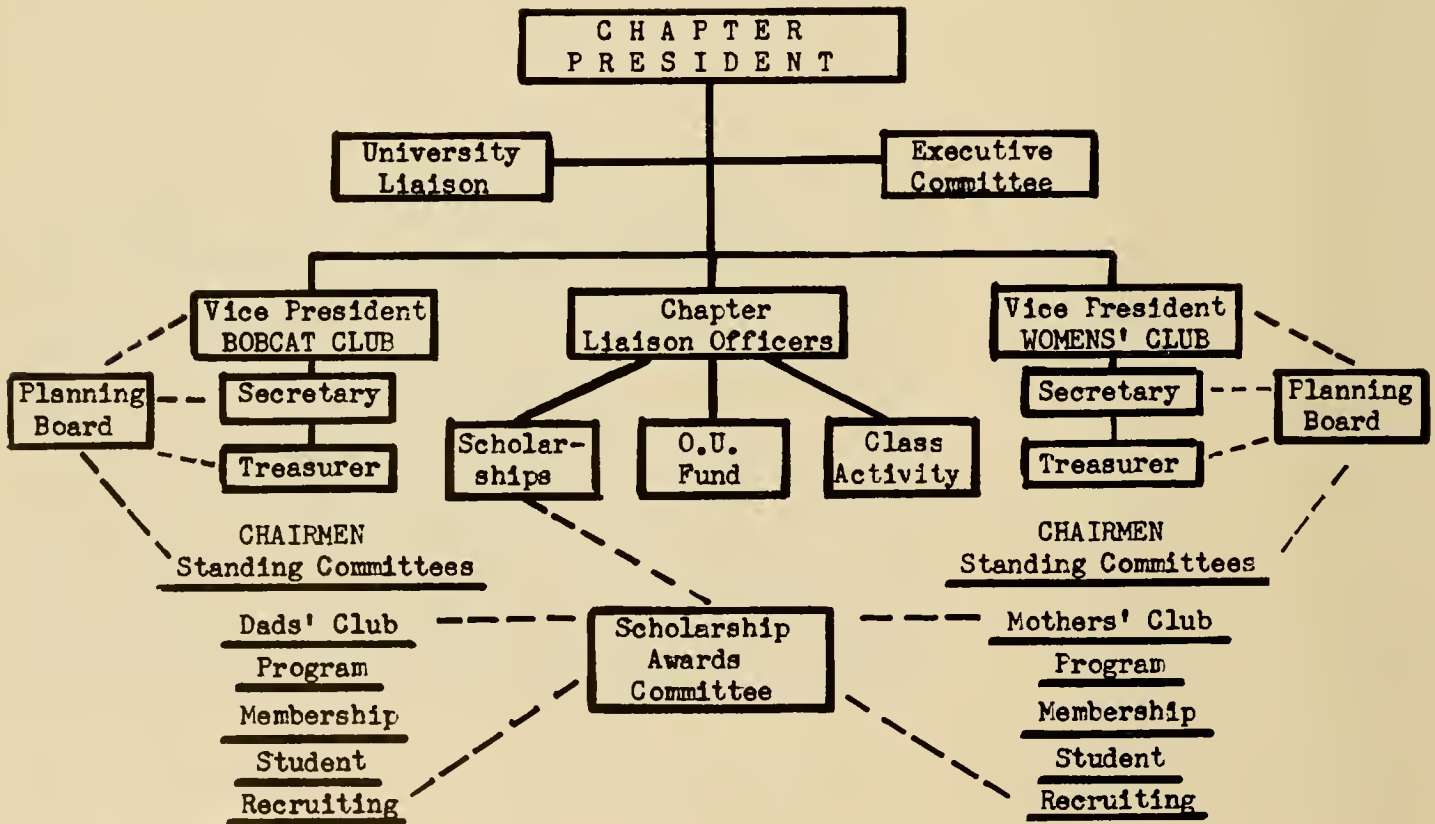 CHAPTER
PRESIDENT
University
Liaison
Executive
Committee
Vice President
BOBCAT CLUB
Chapter
Liaison Officers
Vice President
WOMENS' CLUB
Planning
Board
Secretary
Treasurer
Scholar-
ships
O.U.
Fund
Class
Activity
Secretary
Treasurer
Planning
Board
CHAIRMEN
Standing Committees
CHAIRMEN
Standing Committees
Dads' Club
Program
Membership
Student
Recruiting
Scholarship
Awards
Committee
Mothers' Club
Program
Membership
Student
Recruiting